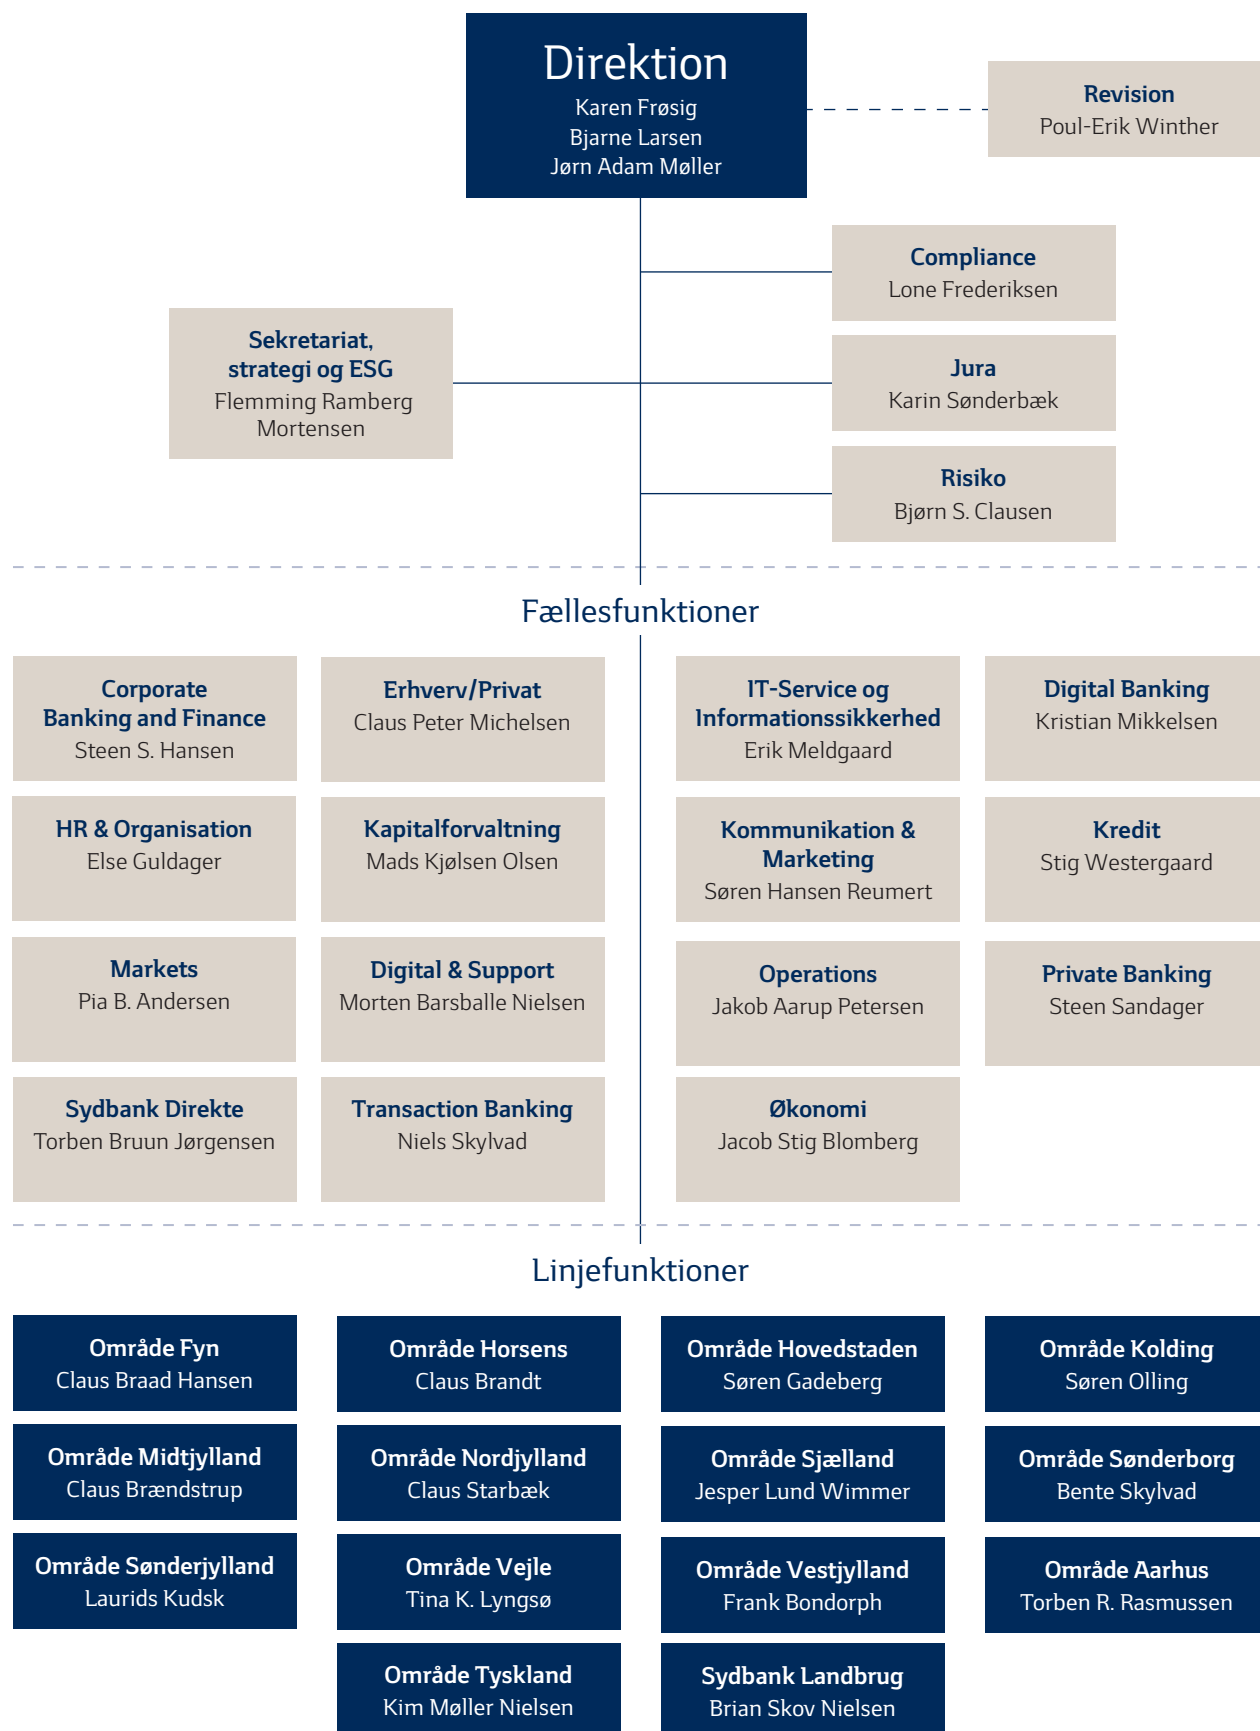 Direktion
Karen Frøsig
Bjarne Larsen
Jørn Adam Møller
Revision
Poul-Erik Winther
Compliance
Lone Frederiksen
Sekretariat,
strategi og ESG
Flemming Ramberg
Mortensen
Jura
Karin Sønderbæk
Risiko
Bjørn S. Clausen
Fællesfunktioner
Corporate
Banking and Finance
Steen S. Hansen
Erhverv/Privat
Claus Peter Michelsen
IT-Service og
Informationssikkerhed
Erik Meldgaard
Digital Banking
Kristian Mikkelsen
HR & Organisation
Else Guldager
Kapitalforvaltning
Mads Kjølsen Olsen
Kommunikation &
Marketing
Søren Hansen Reumert
Kredit
Stig Westergaard
Markets
Pia B. Andersen
Digital & Support
Morten Barsballe Nielsen
Operations
Jakob Aarup Petersen
Private Banking
Steen Sandager
Sydbank Direkte
Torben Bruun Jørgensen
Transaction Banking
Niels Skylvad
Økonomi
Jacob Stig Blomberg
Linjefunktioner
Område Fyn
Claus Braad Hansen
Område Horsens
Claus Brandt
Område Hovedstaden
Søren Gadeberg
Område Kolding
Søren Olling
Område Midtjylland
Claus Brændstrup
Område Nordjylland
Claus Starbæk
Område Sjælland
Jesper Lund Wimmer
Område Sønderborg
Bente Skylvad
Område Sønderjylland
Laurids Kudsk
Område Vejle
Tina K. Lyngsø
Område Vestjylland
Frank Bondorph
Område Aarhus
Torben R. Rasmussen
Område Tyskland
Kim Møller Nielsen
Sydbank Landbrug
Brian Skov Nielsen